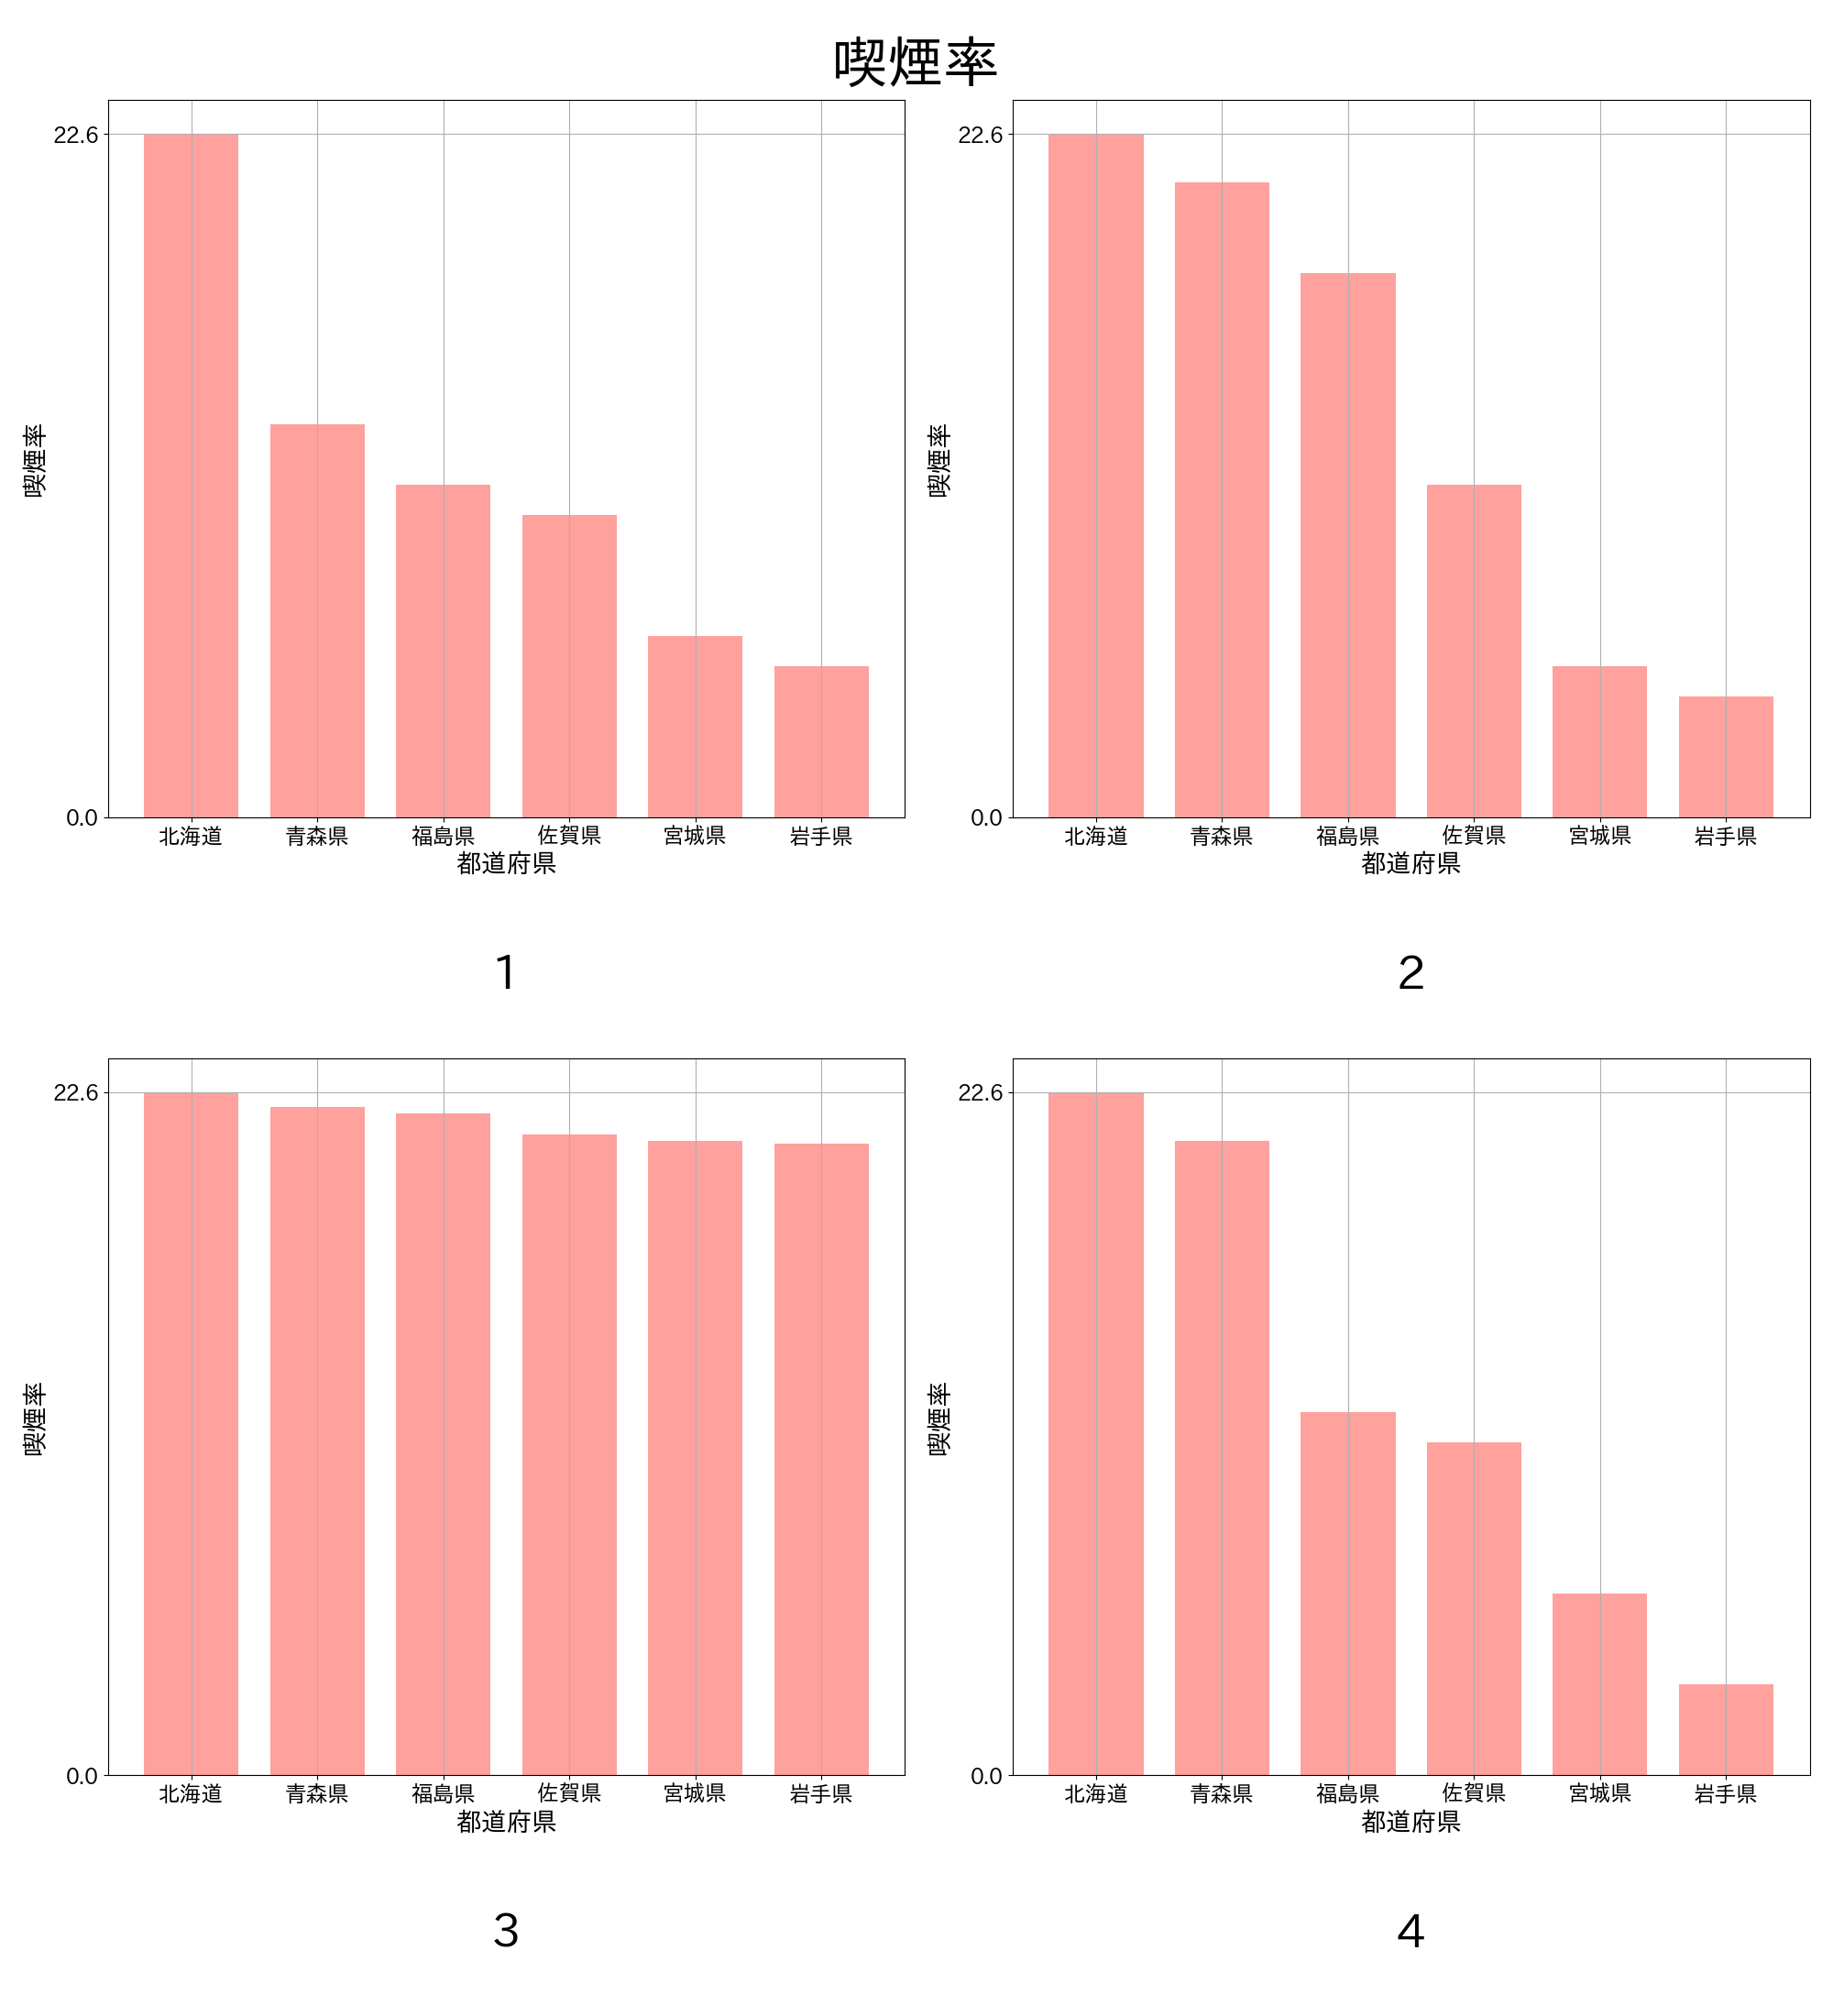 喫煙率
22.6
喫煙率
0.0
北海道 青森県 福島県 佐賀県 宮城県 岩手県
都道府県
1
22.6
喫煙率
0.0
北海道 青森県 福島県 佐賀県 宮城県 岩手県
都道府県
2
22.6
喫煙率
0.0
北海道 青森県 福島県 佐賀県 宮城県 岩手県
都道府県
3
22.6
喫煙率
0.0
北海道 青森県 福島県 佐賀県 宮城県 岩手県
都道府県
4